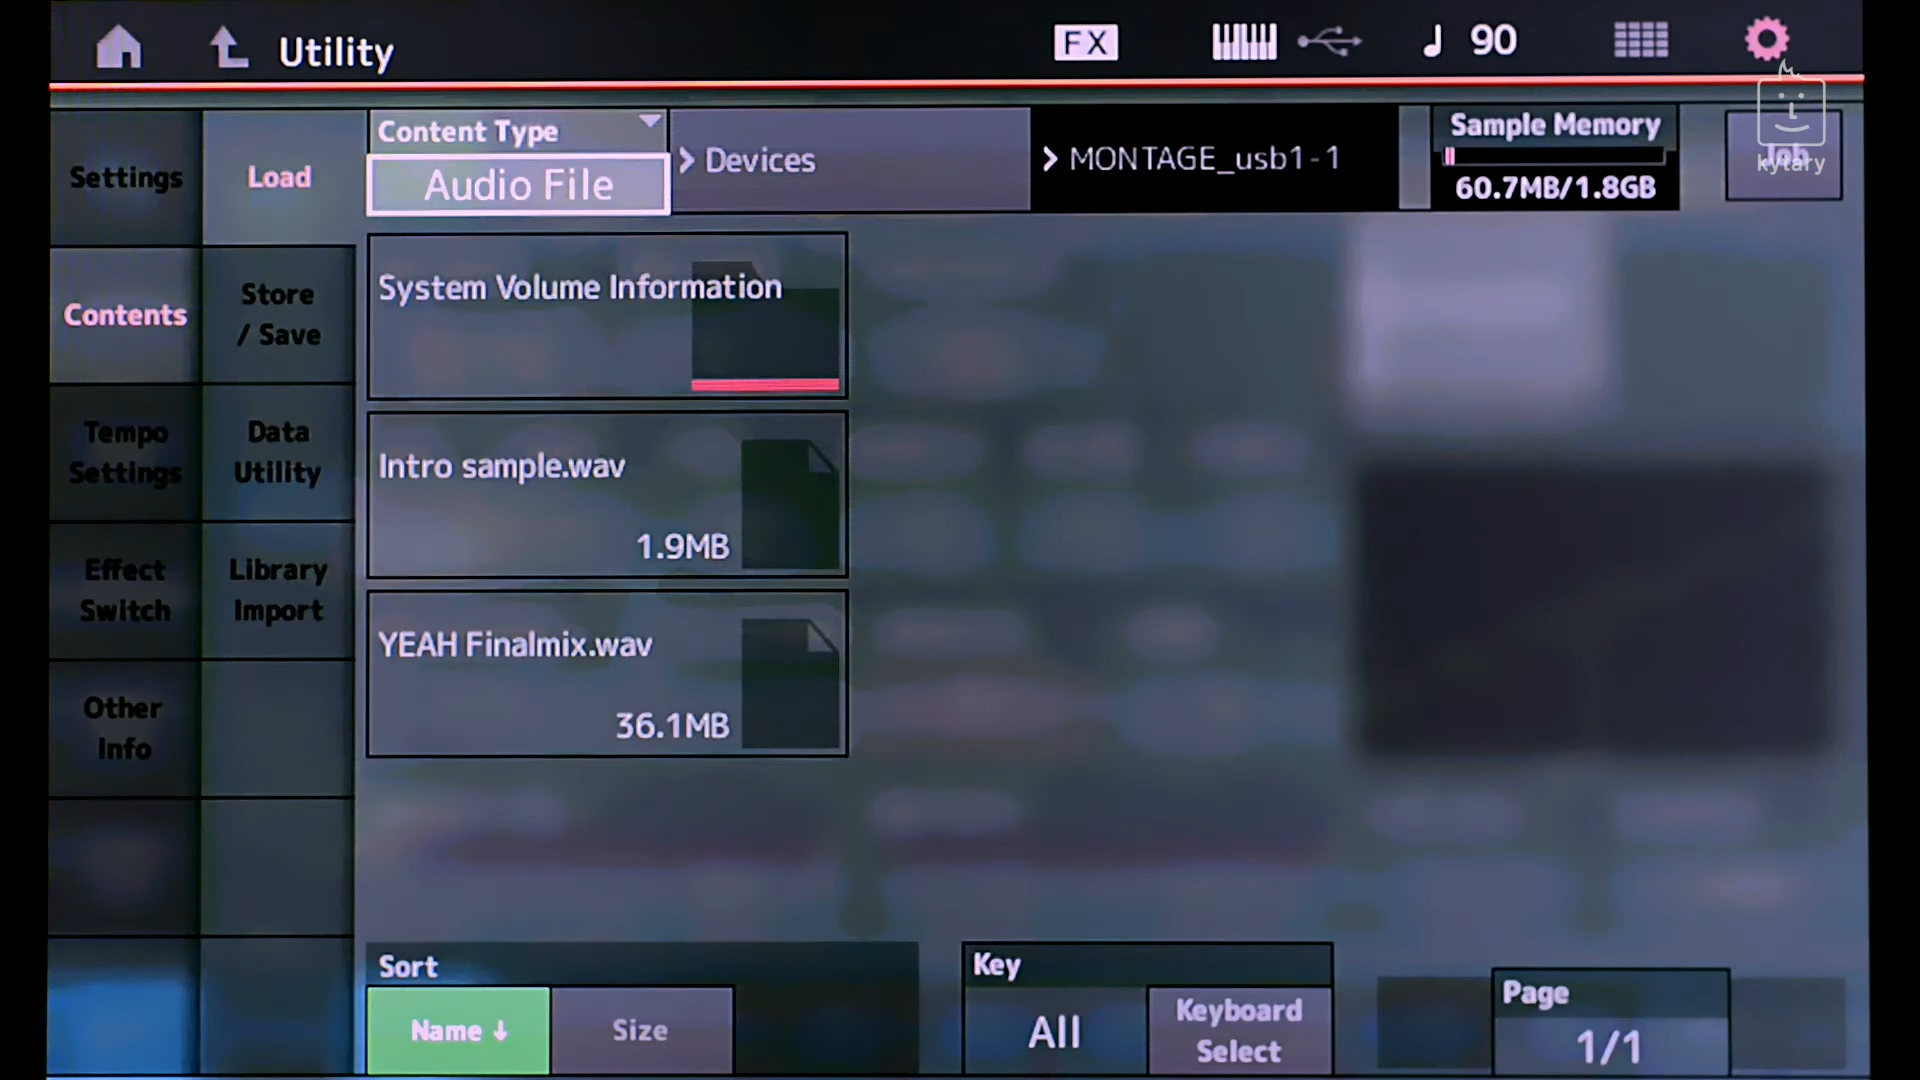 Utility
FX
90
Settings
Load
Content Type
Audio File
Devices
MONTAGE_usb1-1
Sample Memory
60.7MB/1.8GB
Job
kytary
Contents
Store
/ Save
System Volume Information
Tempo
Settings
Data
Utility
Intro sample.wav
1.9MB
Effect
Switch
Library
Import
YEAH Finalmix.wav
36.1MB
Other
Info
Sort
Name ↓
Size
Key
All
Keyboard
Select
Page
1/1